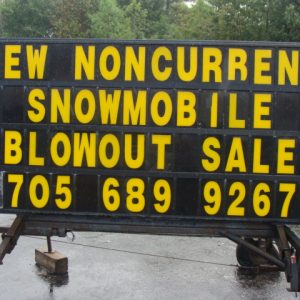 EW NONCURREN
SNOWMOBILE
BLOWOUT SALE
705 689 9267